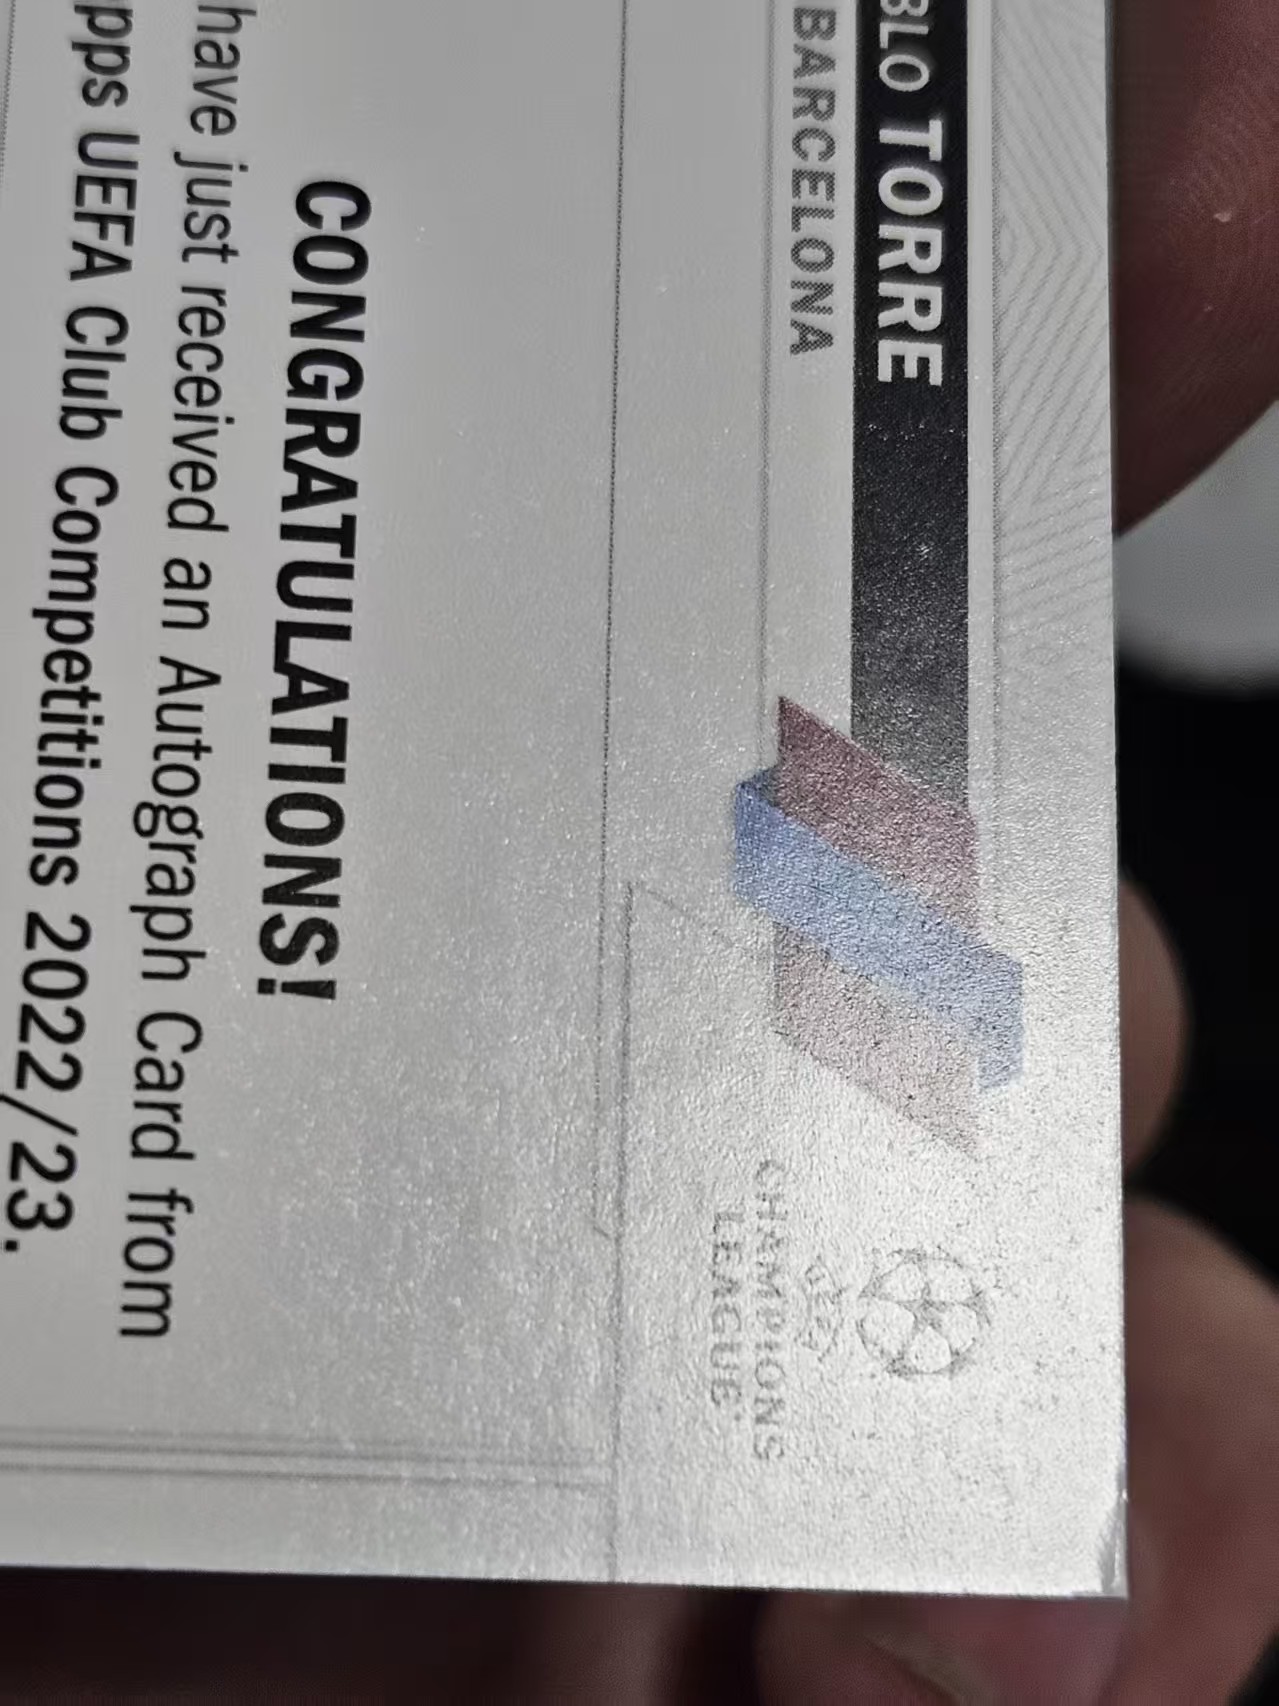 BLO TORRE
BARCELONA
CHAMPIONS
LEAGUE
CONGRATULATIONS!
have just received an Autograph Card from
pps UEFA Club Competitions 2022/23.